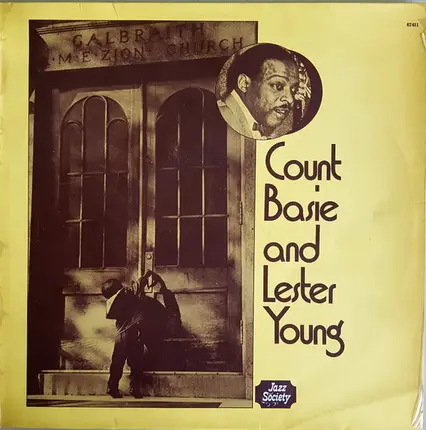 GALBRAITH
A·M·E·ZION·CHURCH
67411
Count
Basie
and
Lester
Young
Jazz
Society